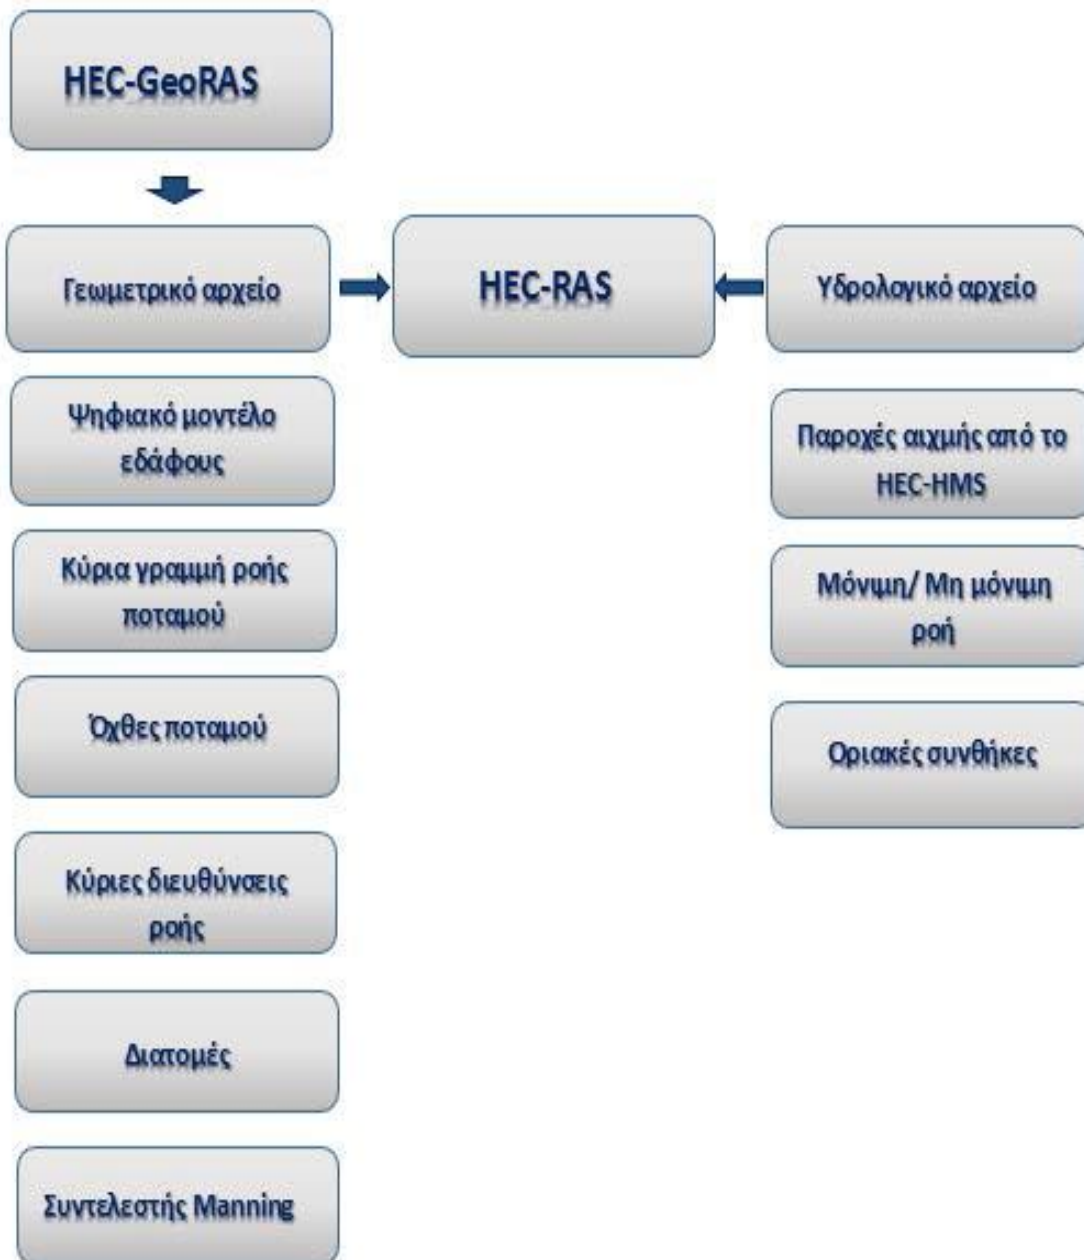 HEC-GeoRAS
Γεωμετρικό αρχείο
Ψηφιακό μοντέλο
εδάφους
Κύρια γραμμή ροής
ποταμού
Όχθες ποταμού
Κύριες διευθύνσεις
ροής
Διατομές
Συντελεστής Manning
HEC-RAS
Υδρολογικό αρχείο
Παροχές αιχμής από το
HEC-HMS
Μόνιμη/ Μη μόνιμη
ροή
Οριακές συνθήκες